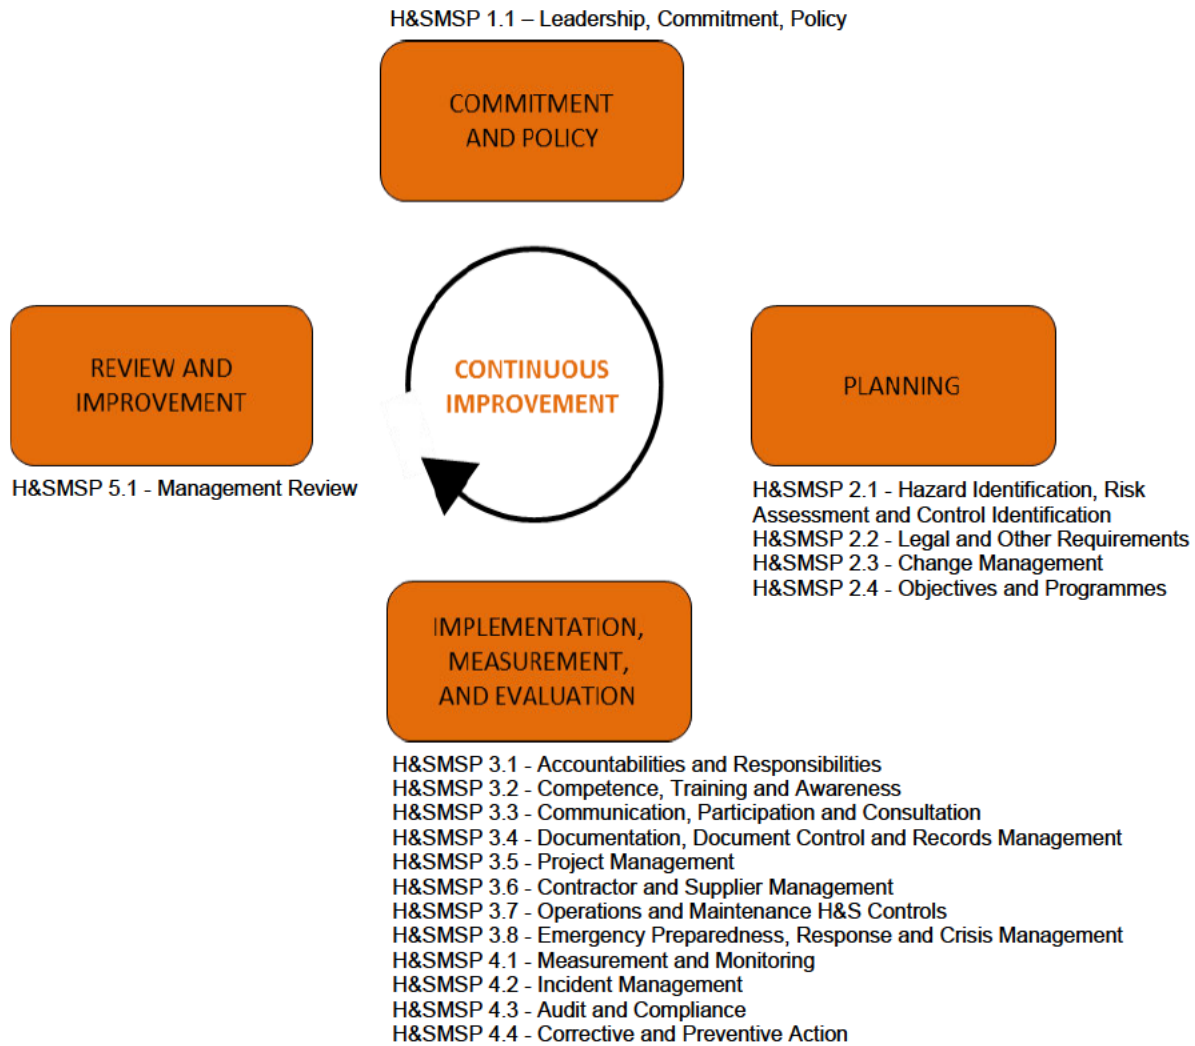 H&SMSP 1.1 – Leadership, Commitment, Policy
COMMITMENT
AND POLICY
REVIEW AND
IMPROVEMENT
H&SMSP 5.1 - Management Review
CONTINUOUS
IMPROVEMENT
PLANNING
H&SMSP 2.1 - Hazard Identification, Risk
Assessment and Control Identification
H&SMSP 2.2 - Legal and Other Requirements
H&SMSP 2.3 - Change Management
H&SMSP 2.4 - Objectives and Programmes
IMPLEMENTATION,
MEASUREMENT,
AND EVALUATION
H&SMSP 3.1 - Accountabilities and Responsibilities
H&SMSP 3.2 - Competence, Training and Awareness
H&SMSP 3.3 - Communication, Participation and Consultation
H&SMSP 3.4 - Documentation, Document Control and Records Management
H&SMSP 3.5 - Project Management
H&SMSP 3.6 - Contractor and Supplier Management
H&SMSP 3.7 - Operations and Maintenance H&S Controls
H&SMSP 3.8 - Emergency Preparedness, Response and Crisis Management
H&SMSP 4.1 - Measurement and Monitoring
H&SMSP 4.2 - Incident Management
H&SMSP 4.3 - Audit and Compliance
H&SMSP 4.4 - Corrective and Preventive Action